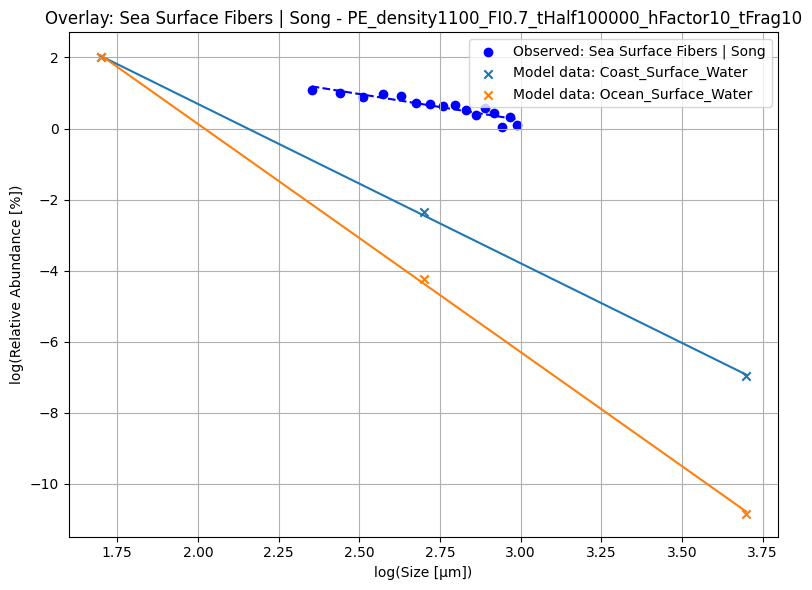 Overlay: Sea Surface Fibers | Song - PE_density1100_FI0.7_tHalf100000_hFactor10_tFrag10
Observed: Sea Surface Fibers | Song
Model data: Coast_Surface_Water
Model data: Ocean_Surface_Water
log(Relative Abundance [%])
2
0
−2
−4
−6
−8
−10
1.75
2.00
2.25
2.50
2.75
3.00
3.25
3.50
3.75
log(Size [μm])